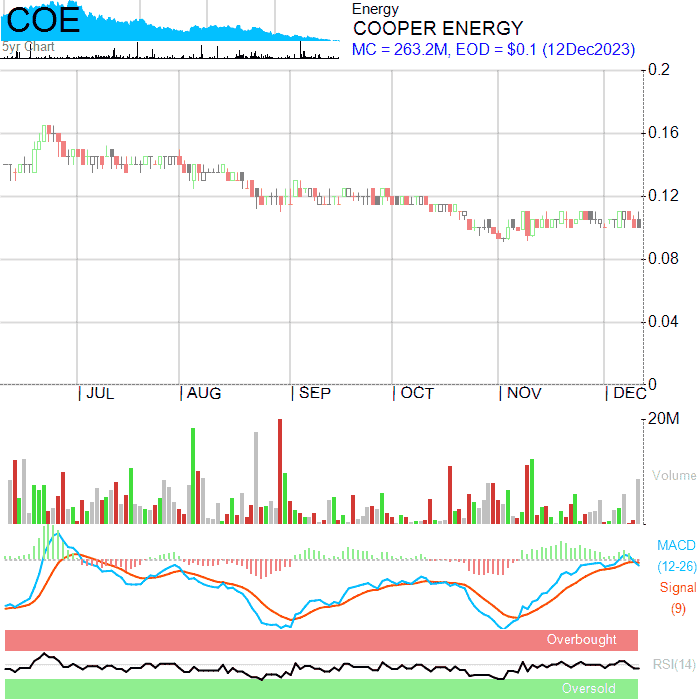 COE
5yr Chart
Energy
COOPER ENERGY
MC = 263.2M, EOD = $0.1 (12Dec2023)
0.2
0.16
0.12
0.08
0.04
0
JUL AUG SEP OCT NOV DEC
20M
Volume
MACD
(12-26)
Signal
(9)
Overbought
RSI(14)
Oversold